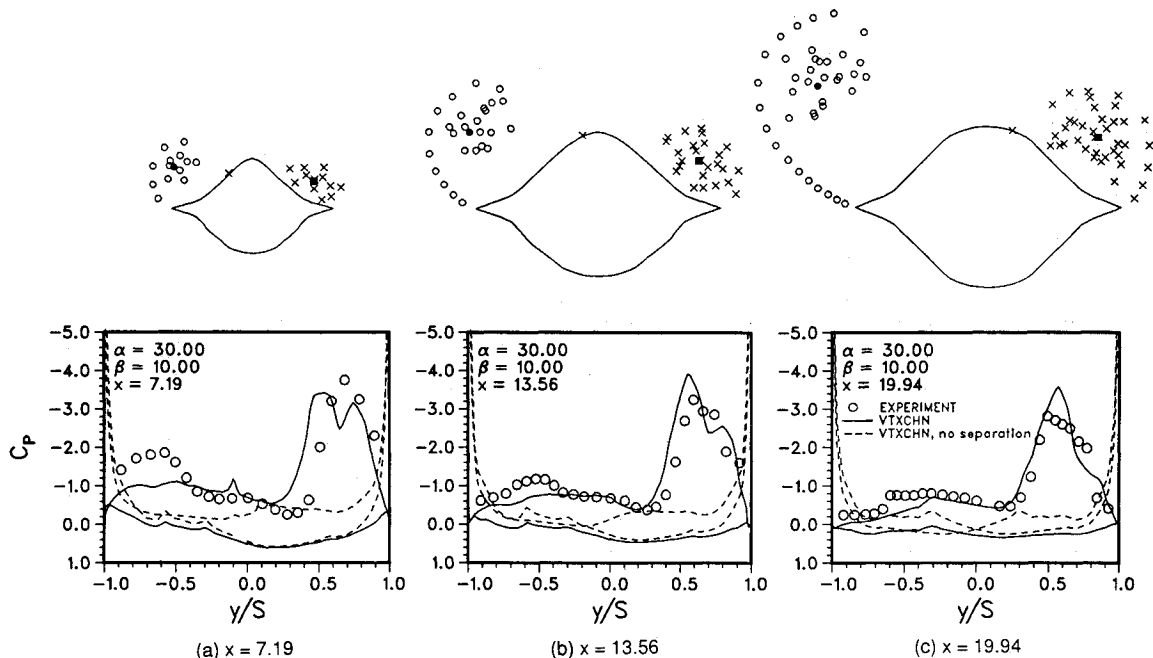 -5.0
-4.0
-3.0
-2.0
-1.0
0.0
1.0
CP
α = 30.00
β = 10.00
x = 7.19
-1.0 -0.5 0.0 0.5 1.0
y/S
(a) x = 7.19
-5.0
-4.0
-3.0
-2.0
-1.0
0.0
1.0
α = 30.00
β = 10.00
x = 13.56
-1.0 -0.5 0.0 0.5 1.0
y/S
(b) x = 13.56
-5.0
-4.0
-3.0
-2.0
-1.0
0.0
1.0
α = 30.00
β = 10.00
x = 19.94
EXPERIMENT
VTXCHN
VTXCHN, no separation
-1.0 -0.5 0.0 0.5 1.0
y/S
(c) x = 19.94